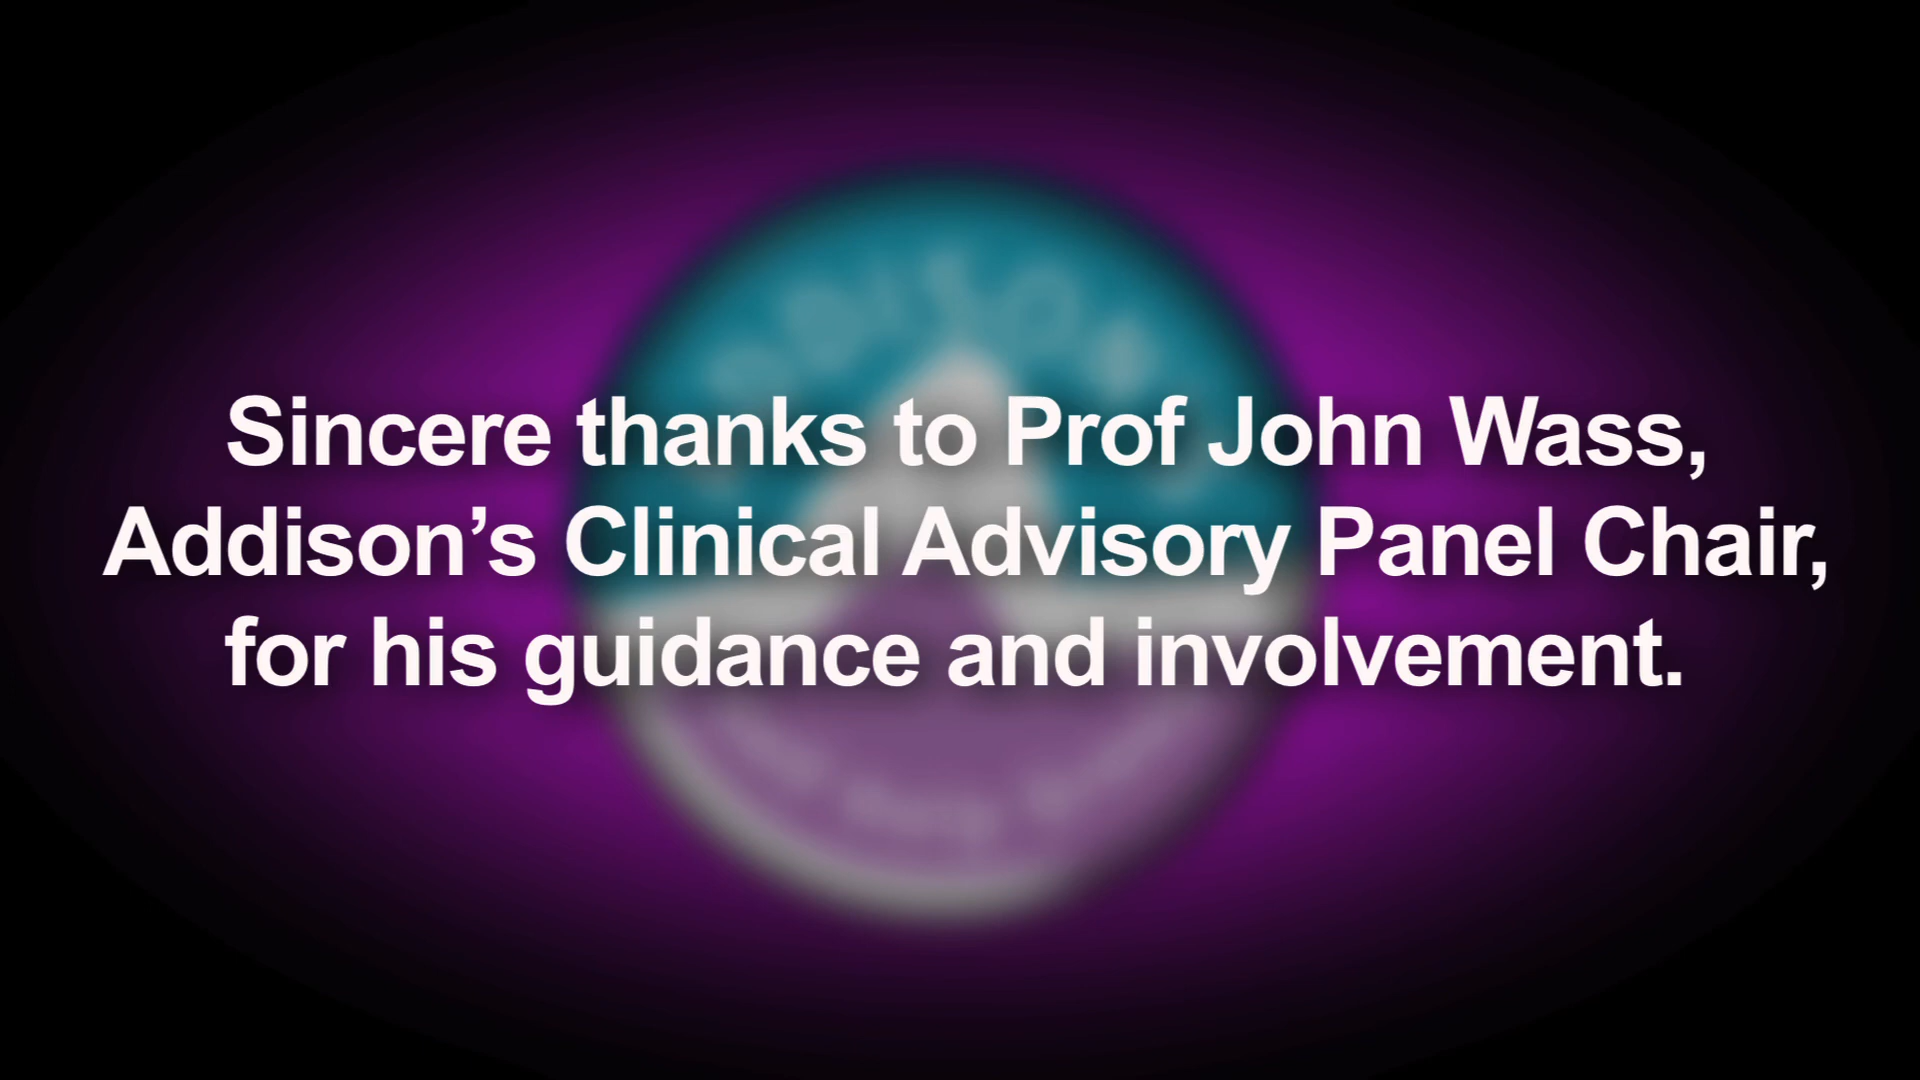 Sincere thanks to Prof John Wass,
Addison’s Clinical Advisory Panel Chair,
for his guidance and involvement.